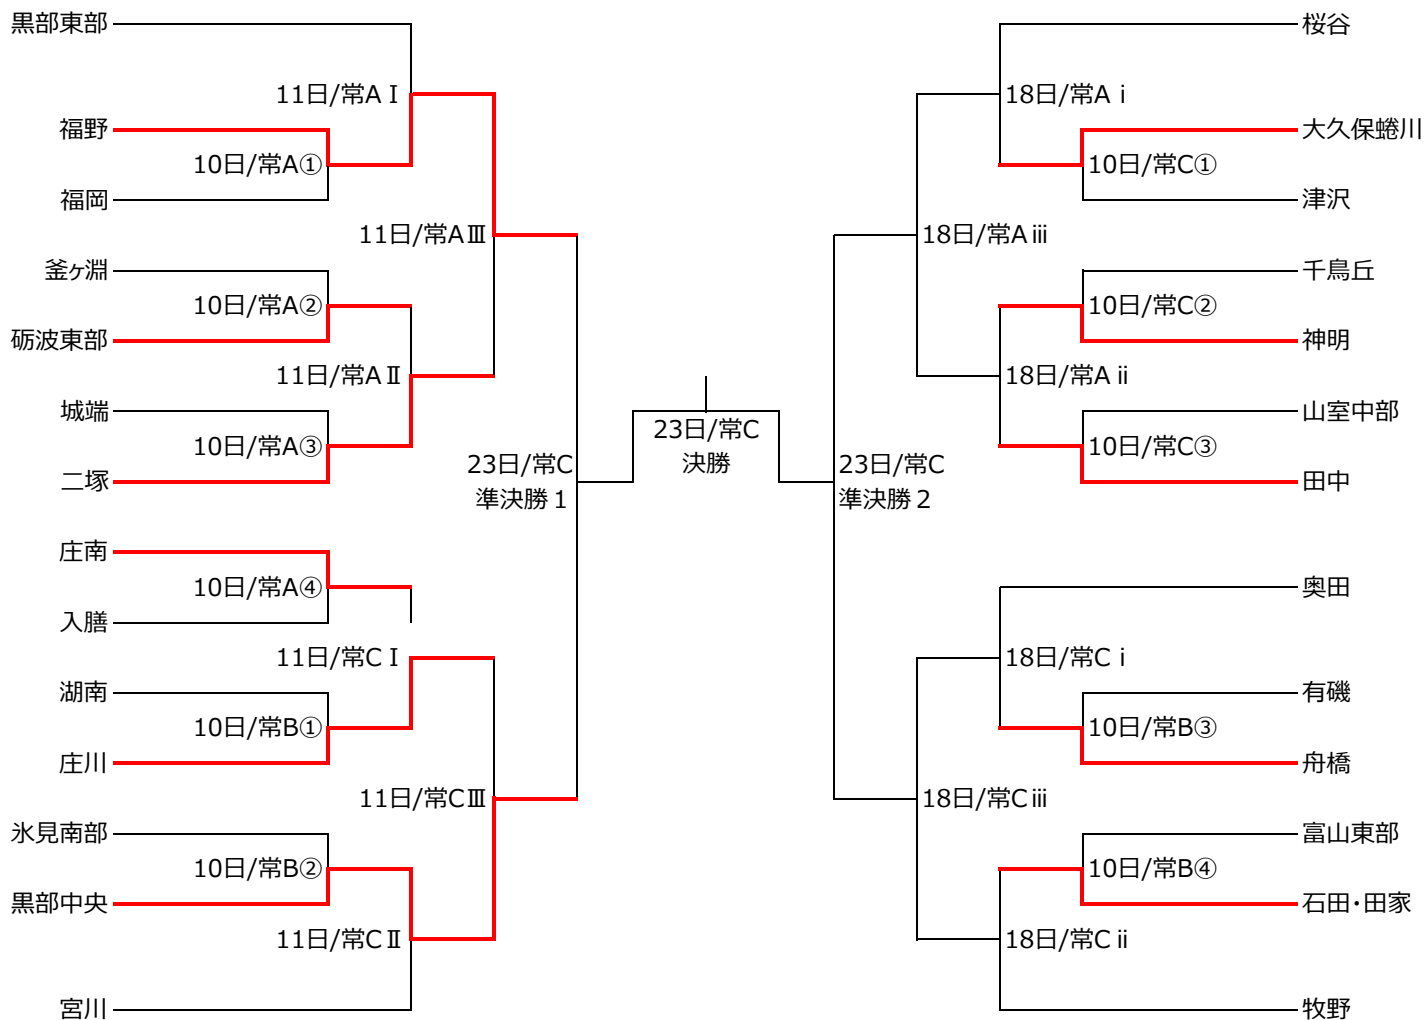 黒部東部
11日/常AⅠ
福野
10日/常A①
福岡
11日/常AⅢ
釜ヶ淵
10日/常A②
砺波東部
11日/常AⅡ
城端
10日/常A③
二塚
23日/常C
準決勝1
庄南
10日/常A④
入膳
11日/常CⅠ
湖南
10日/常B①
庄川
11日/常CⅢ
氷見南部
10日/常B②
黒部中央
11日/常CⅡ
宮川
23日/常C
決勝
桜谷
18日/常Aⅰ
大久保蜷川
10日/常C①
津沢
18日/常Aⅲ
千鳥丘
10日/常C②
神明
18日/常Aⅱ
山室中部
10日/常C③
田中
23日/常C
準決勝2
奥田
18日/常Cⅰ
有磯
10日/常B③
舟橋
18日/常Cⅲ
富山東部
10日/常B④
石田・田家
18日/常Cⅱ
牧野